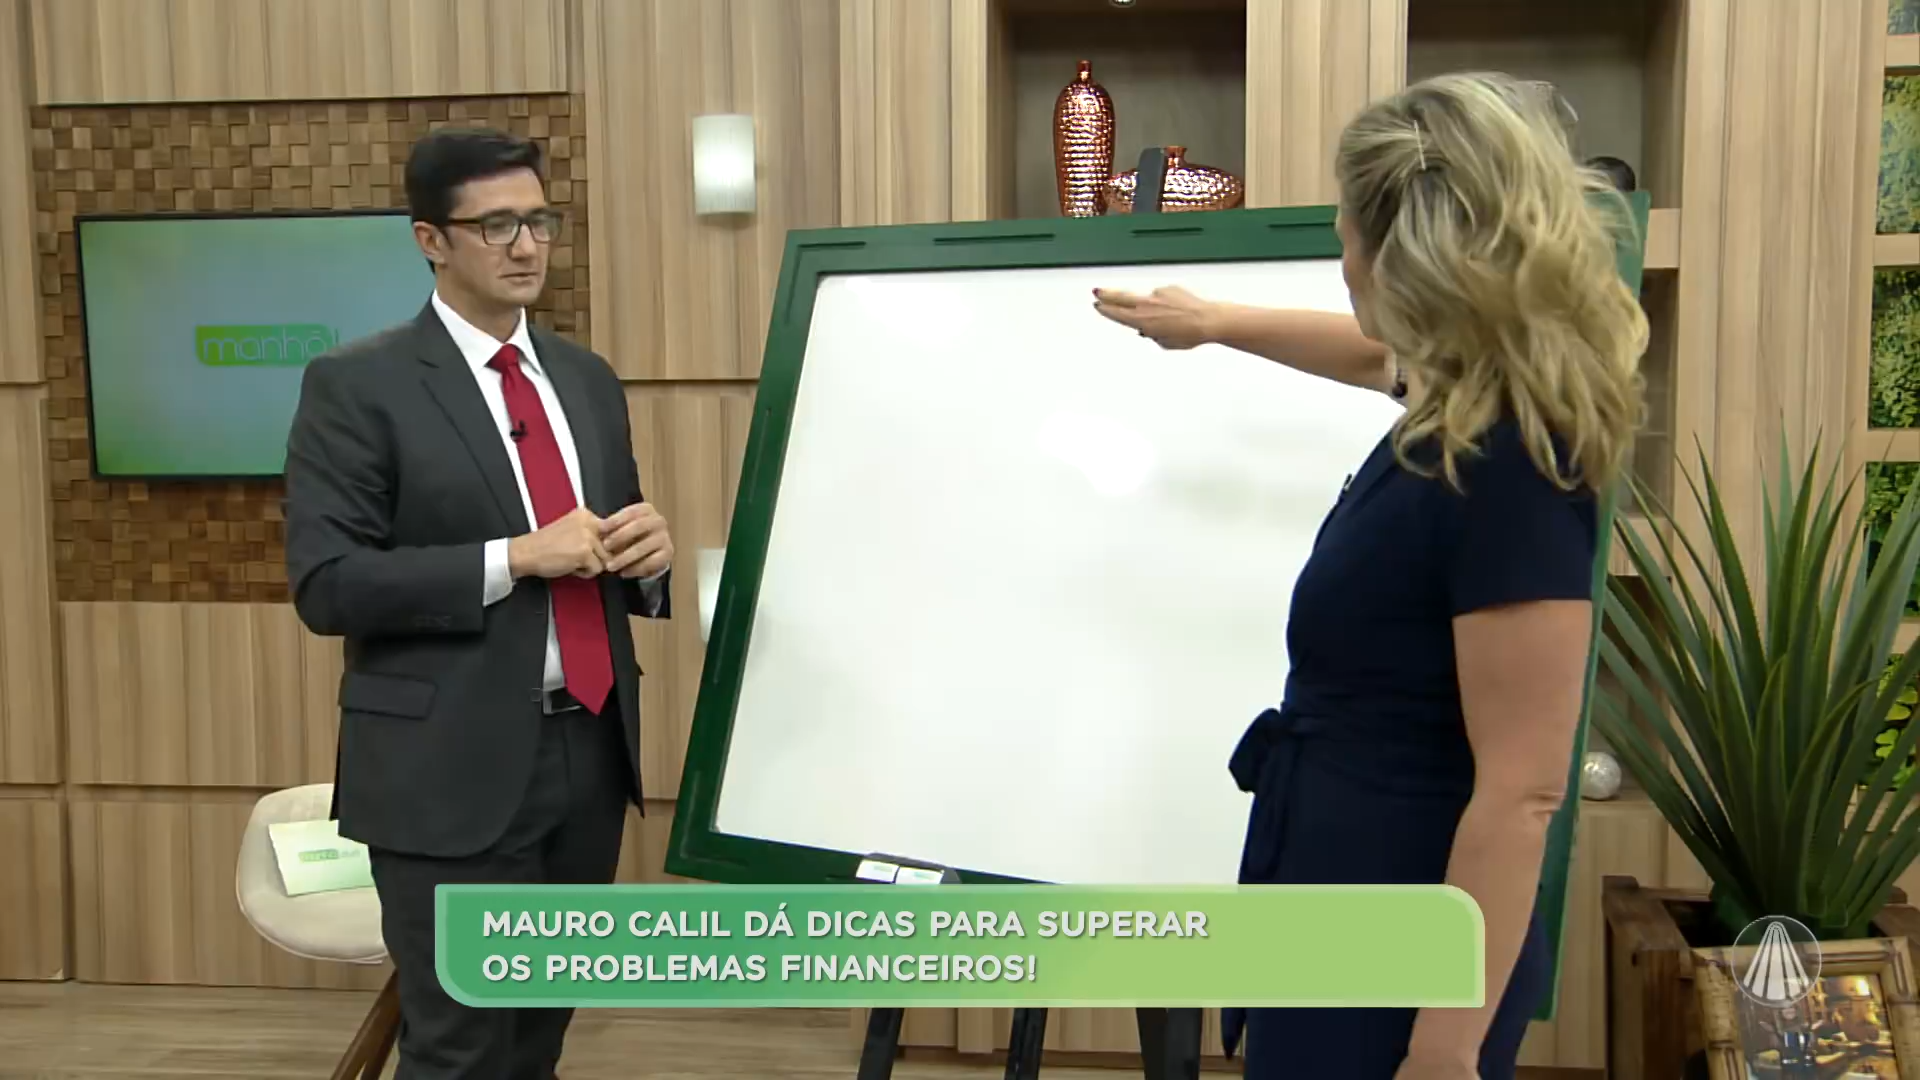 manhã
MAURO CALIL DÁ DICAS PARA SUPERAR
OS PROBLEMAS FINANCEIROS!